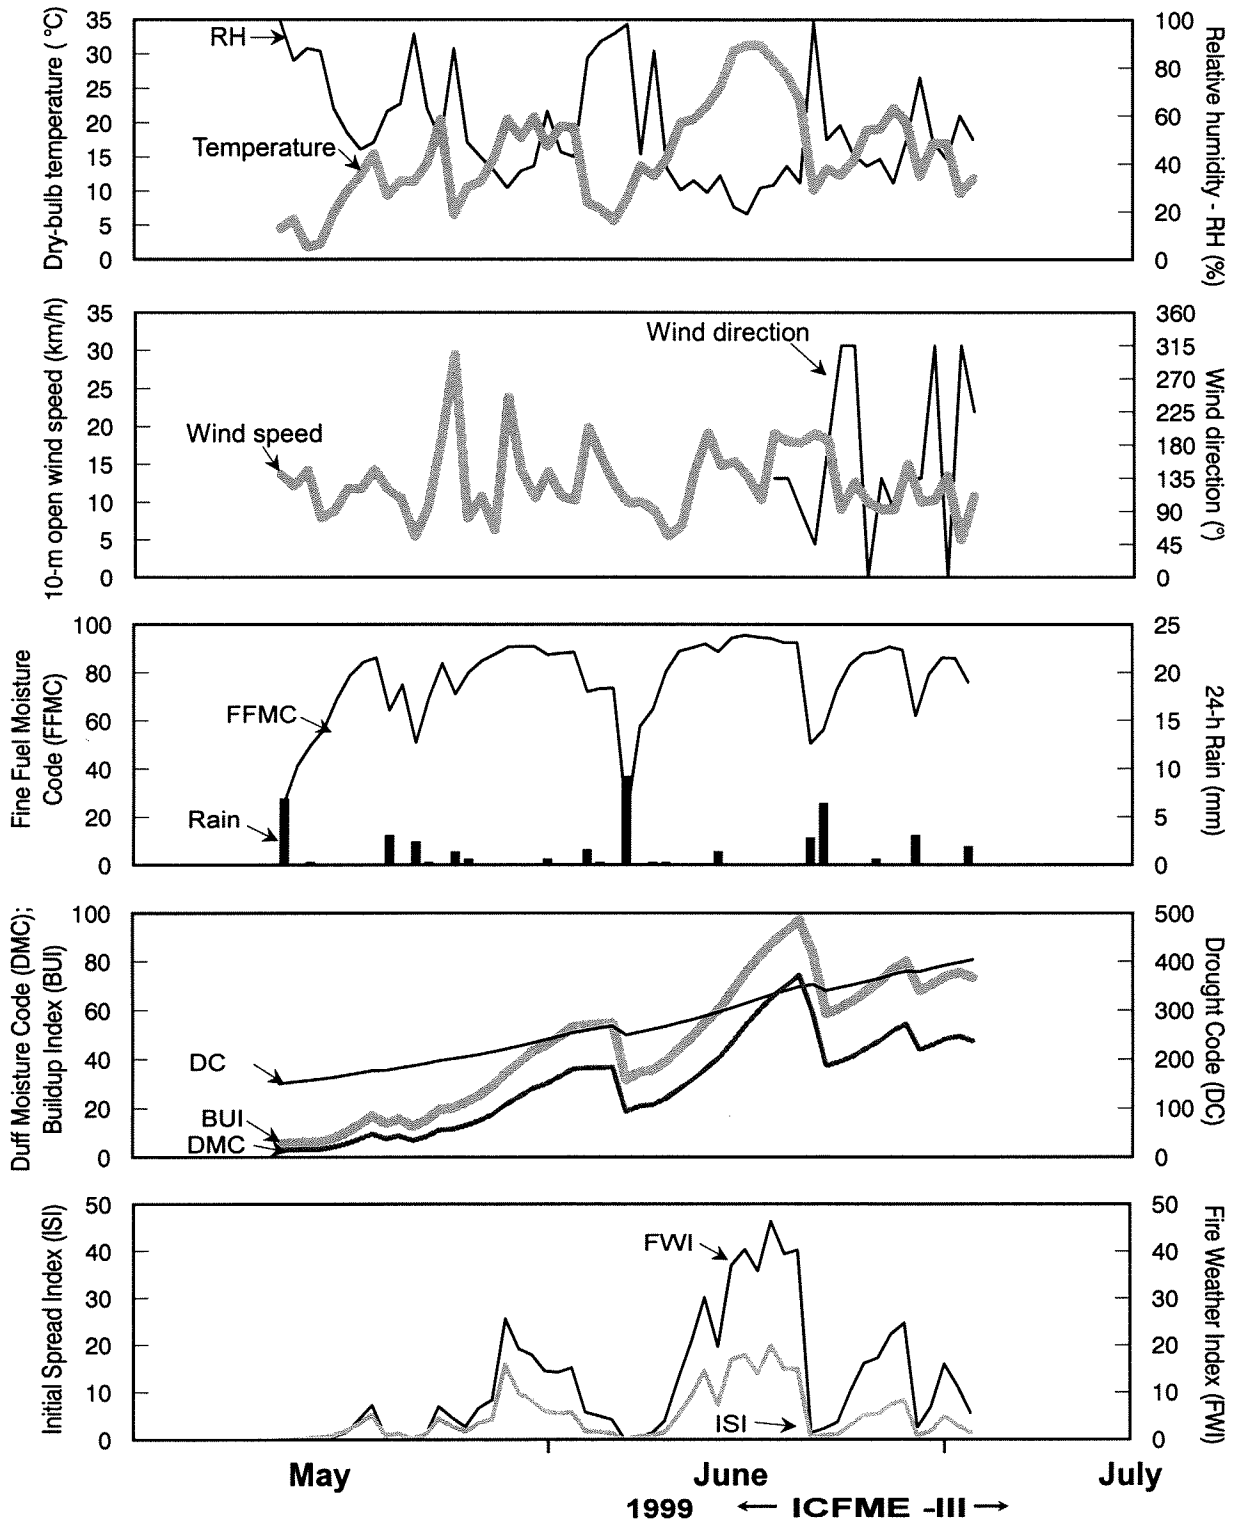 Dry-bulb temperature ( °C)
35
30
25
20
15
10
5
0
RH
Temperature
100
80
60
40
20
0
Relative humidity - RH (%)
10-m open wind speed (km/h)
35
30
25
20
15
10
5
0
Wind speed
Wind direction
360
315
270
225
180
135
90
45
0
Wind direction (°)
Fine Fuel Moisture
Code (FFMC)
100
80
60
40
20
0
FFMC
Rain
25
20
15
10
5
0
24-h Rain (mm)
Duff Moisture Code (DMC);
Buildup Index (BUI)
100
80
60
40
20
0
DC
BUI
DMC
500
400
300
200
100
0
Drought Code (DC)
Initial Spread Index (ISI)
50
40
30
20
10
0
FWI
ISI
50
40
30
20
10
0
Fire Weather Index (FWI)
May
June
July
1999
ICFME -III